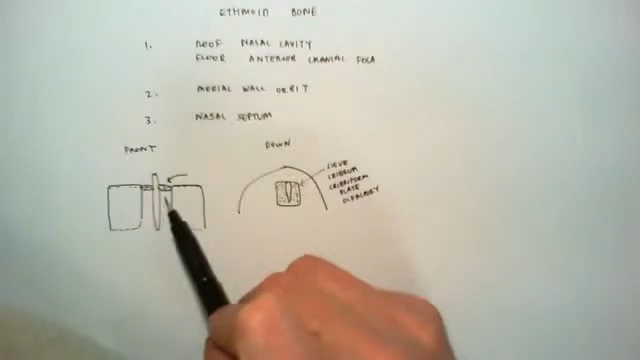 ETHMOID BONE
1. ROOF NASAL CAVITY
FLOOR ANTERIOR CRANIAL FOSA
2. MEDIAL WALL ORBIT
3. NASAL SEPTUM
FRONT
DOWN
SIEVE
CRIBRUM
CRIBRIFORM
PLATE
OLFACTORY